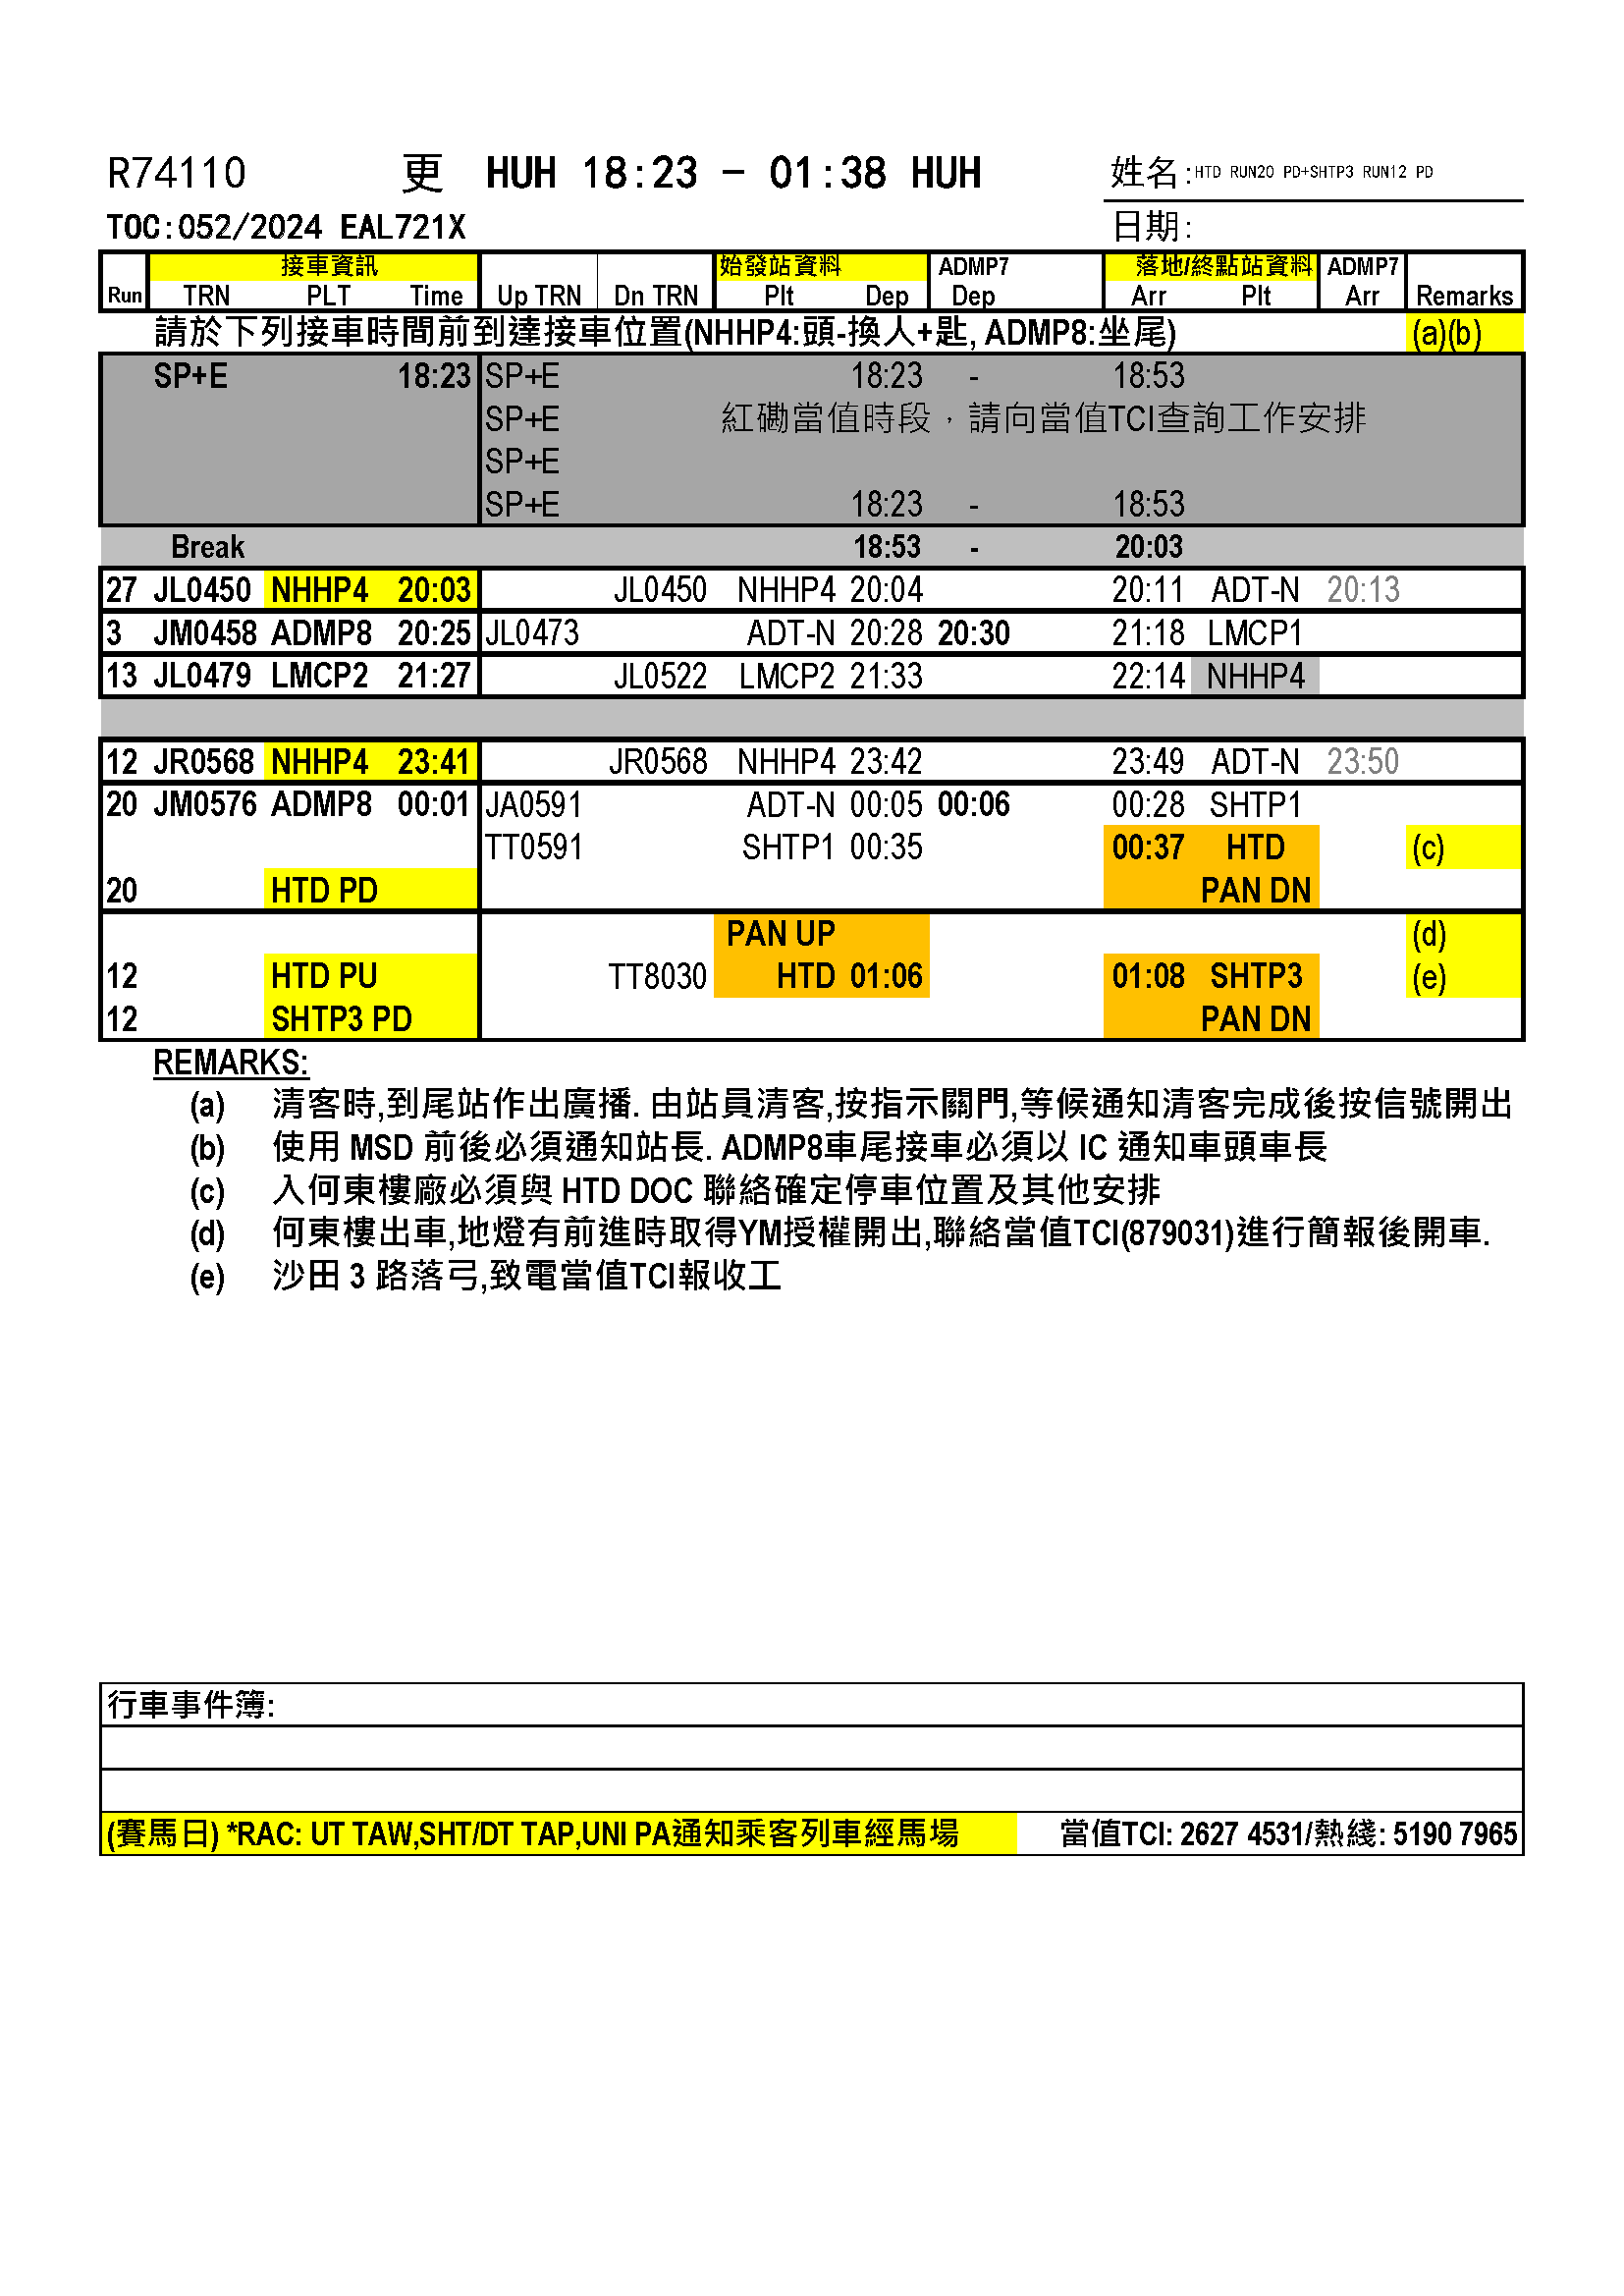 R74110 更 HUH 18:23 - 01:38 HUH 姓名:HTD RUN20 PD+SHTP3 RUN12 PD
TOC:052/2024 EAL721X 日期:
接車資訊 始發站資料 ADMP7 落地/終點站資料 ADMP7
Run TRN PLT Time Up TRN Dn TRN Plt Dep Dep Arr Plt Arr Remarks
請於下列接車時間前到達接車位置(NHHP4:頭-換人+匙, ADMP8:坐尾) (a)(b)
SP+E 18:23 SP+E 18:23 - 18:53
SP+E 紅磡當值時段，請向當值TCI查詢工作安排
SP+E
SP+E 18:23 - 18:53
Break 18:53 - 20:03
27 JL0450 NHHP4 20:03 JL0450 NHHP4 20:04 20:11 ADT-N 20:13
3 JM0458 ADMP8 20:25 JL0473 ADT-N 20:28 20:30 21:18 LMCP1
13 JL0479 LMCP2 21:27 JL0522 LMCP2 21:33 22:14 NHHP4
12 JR0568 NHHP4 23:41 JR0568 NHHP4 23:42 23:49 ADT-N 23:50
20 JM0576 ADMP8 00:01 JA0591 ADT-N 00:05 00:06 00:28 SHTP1
TT0591 SHTP1 00:35 00:37 HTD (c)
20 HTD PD PAN DN
PAN UP (d)
12 HTD PU TT8030 HTD 01:06 01:08 SHTP3 (e)
12 SHTP3 PD PAN DN
REMARKS:
(a) 清客時,到尾站作出廣播. 由站員清客,按指示關門,等候通知清客完成後按信號開出
(b) 使用 MSD 前後必須通知站長. ADMP8車尾接車必須以 IC 通知車頭車長
(c) 入何東樓廠必須與 HTD DOC 聯絡確定停車位置及其他安排
(d) 何東樓出車,地燈有前進時取得YM授權開出,聯絡當值TCI(879031)進行簡報後開車.
(e) 沙田 3 路落弓,致電當值TCI報收工
行車事件簿:
(賽馬日) *RAC: UT TAW,SHT/DT TAP,UNI PA通知乘客列車經馬場 當值TCI: 2627 4531/熱綫: 5190 7965